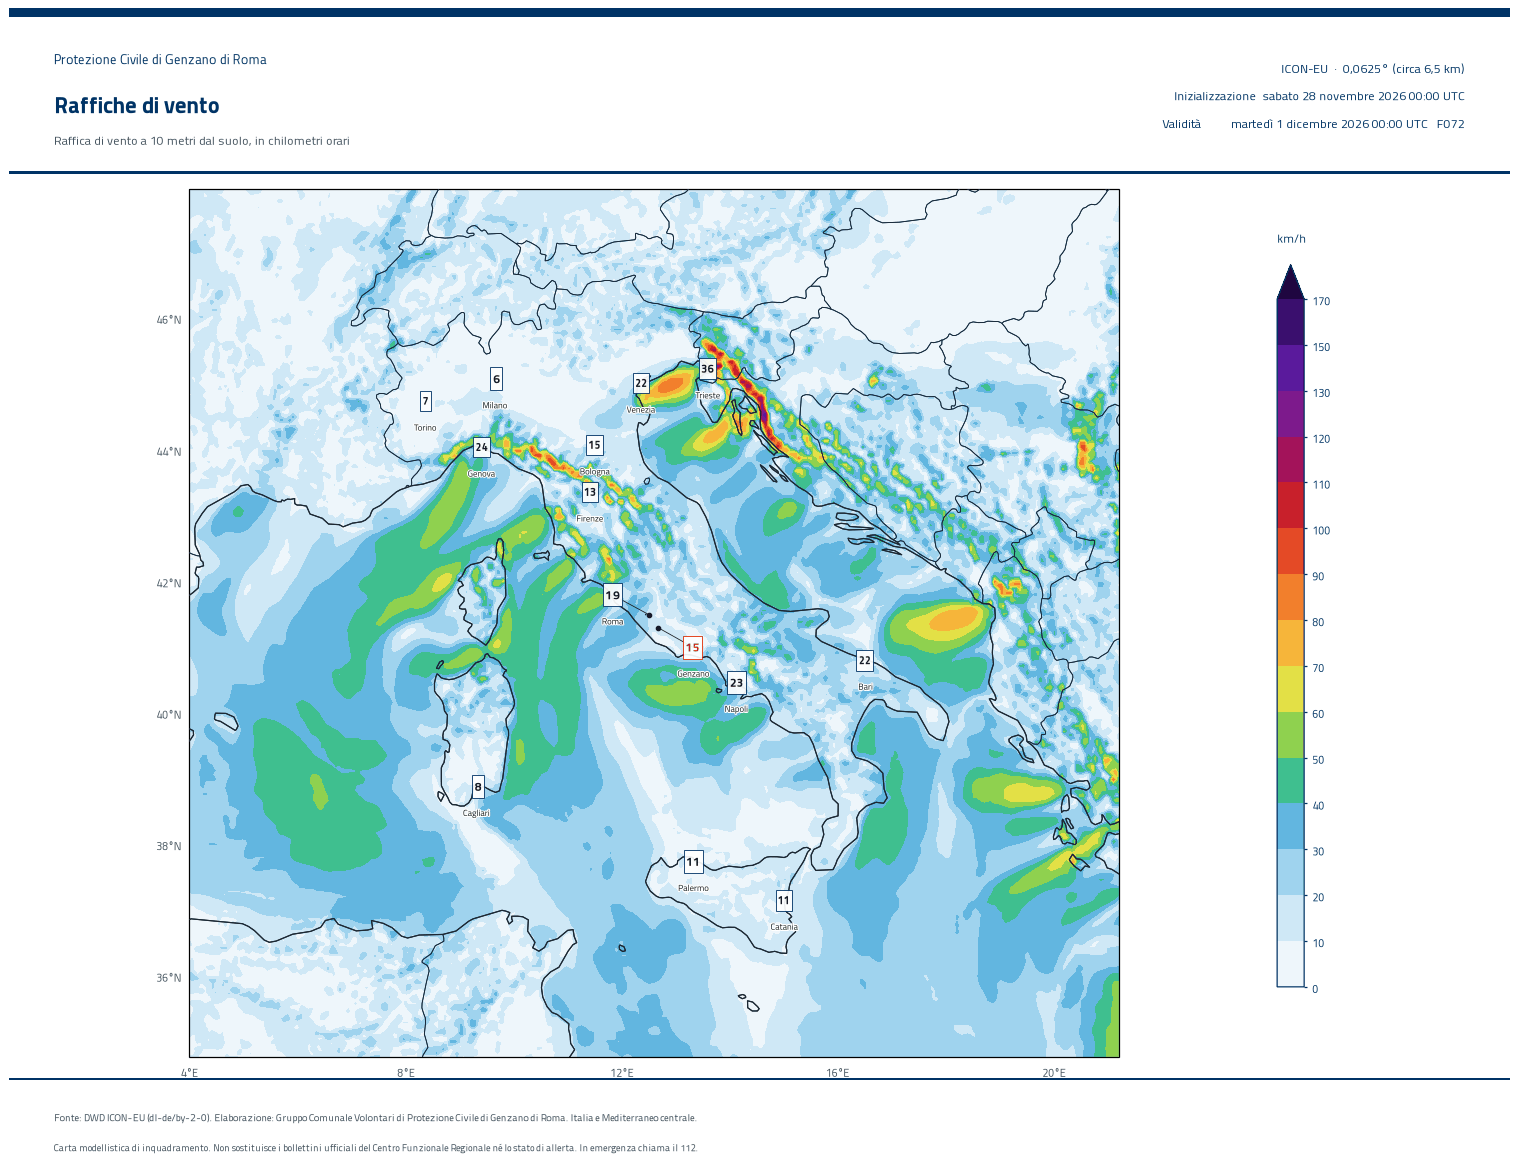 Protezione Civile di Genzano di Roma
Raffiche di vento
Raffica di vento a 10 metri dal suolo, in chilometri orari
ICON-EU · 0,0625° (circa 6,5 km)
Inizializzazione sabato 28 novembre 2026 00:00 UTC
Validità martedì 1 dicembre 2026 00:00 UTC F072
km/h
170
150
130
120
110
100
90
80
70
60
50
40
30
20
10
0
46°N
44°N
42°N
40°N
38°N
36°N
4°E
8°E
12°E
16°E
20°E
36
Trieste
22
Venezia
6
Milano
7
Torino
24
Genova
15
Bologna
13
Firenze
19
Roma
15
Genzano
23
Napoli
22
Bari
8
Cagliari
11
Palermo
11
Catania
Fonte: DWD ICON-EU (dl-de/by-2-0). Elaborazione: Gruppo Comunale Volontari di Protezione Civile di Genzano di Roma. Italia e Mediterraneo centrale.
Carta modellistica di inquadramento. Non sostituisce i bollettini ufficiali del Centro Funzionale Regionale né lo stato di allerta. In emergenza chiama il 112.